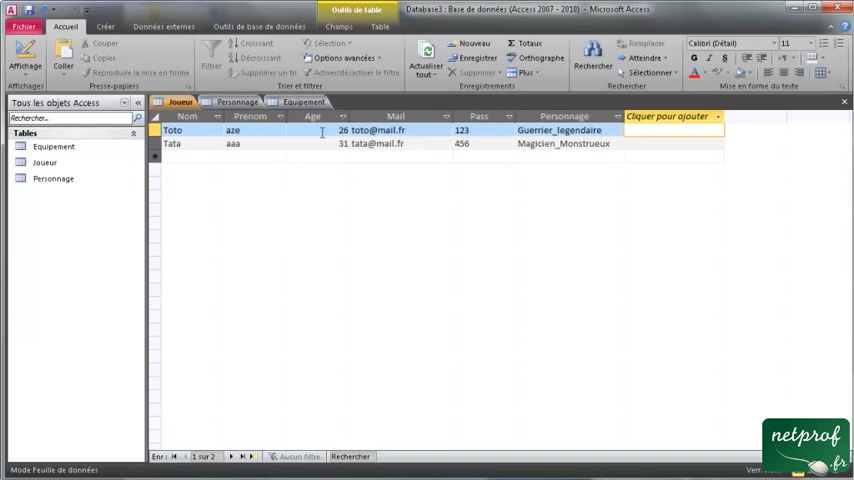 Outils de table
Database3 : Base de données (Access 2007 - 2010) - Microsoft Access
Fichier Accueil Créer Données externes Outils de base de données Champs Table
Affichage
Affichages
Coller
Couper
Copier
Reproduire la mise en forme
Presse-papiers
Filtrer
Croissant
Décroissant
Supprimer un tri
Sélection
Options avancées
Activer/désactiver le filtre
Trier et filtrer
Actualiser tout
Nouveau
Enregistrer
Supprimer
Totaux
Orthographe
Plus
Enregistrements
Rechercher
Remplacer
Atteindre
Sélectionner
Rechercher
Calibri (Détail) 11
G I S
Mise en forme du texte
Tous les objets Access
Rechercher...
Tables
Equipement
Joueur
Personnage
Joueur Personnage Equipement
Nom Prenom Age Mail Pass Personnage Cliquer pour ajouter
Toto aze 26 toto@mail.fr 123 Guerrier_legendaire
Tata aaa 31 tata@mail.fr 456 Magicien_Monstrueux
Enr : 1 sur 2 Aucun filtre Rechercher
Mode Feuille de données
Verr.
netprof
.fr